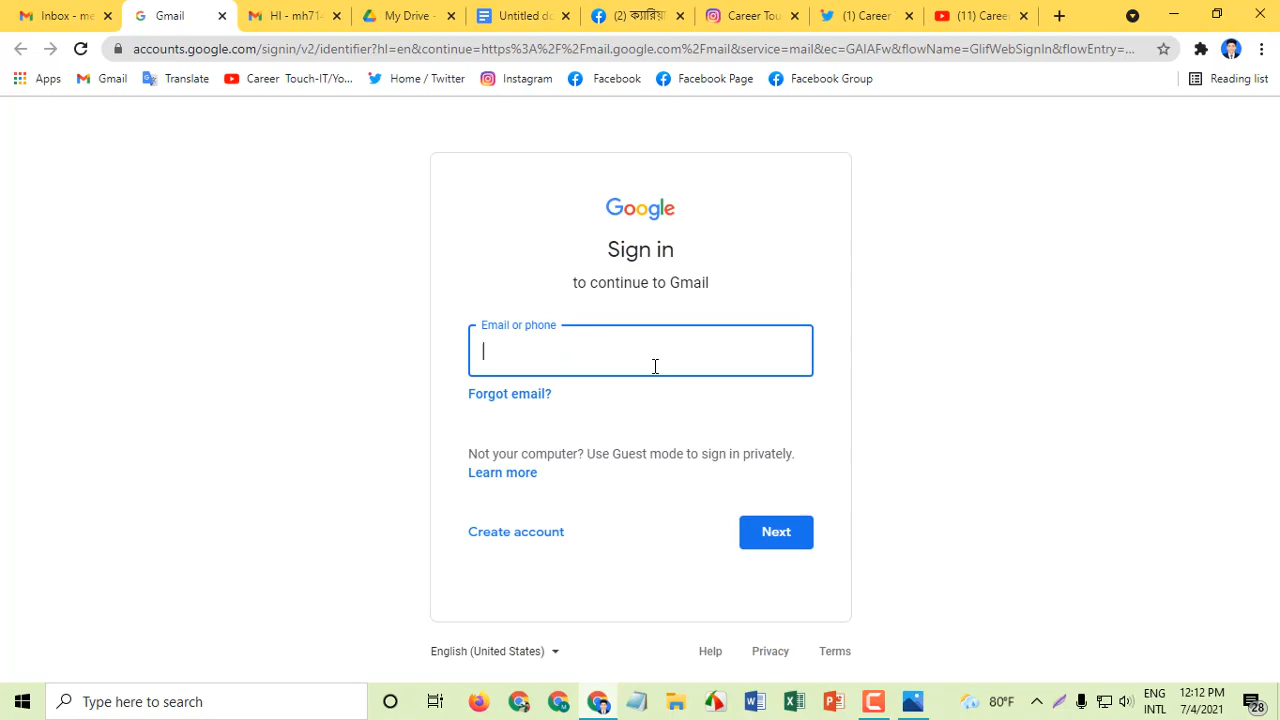 Inbox - me
Gmail
HI - mh71-
My Drive -
Untitled do
(2) ক্যারিয়া
Career Tou
(1) Career
(11) Caree
accounts.google.com/signin/v2/identifier?hl=en&continue=https%3A%2F%2Fmail.google.com%2Fmail&service=mail&ec=GAlAFw&flowName=GlifWebSignIn&flowEntry=...
Apps
Gmail
Translate
Career Touch-IT/Yo...
Home / Twitter
Instagram
Facebook
Facebook Page
Facebook Group
Reading list
Google
Sign in
to continue to Gmail
Email or phone
Forgot email?
Not your computer? Use Guest mode to sign in privately.
Learn more
Create account
Next
English (United States)
Help
Privacy
Terms
Type here to search
80°F
ENG
INTL
12:12 PM
7/4/2021
28